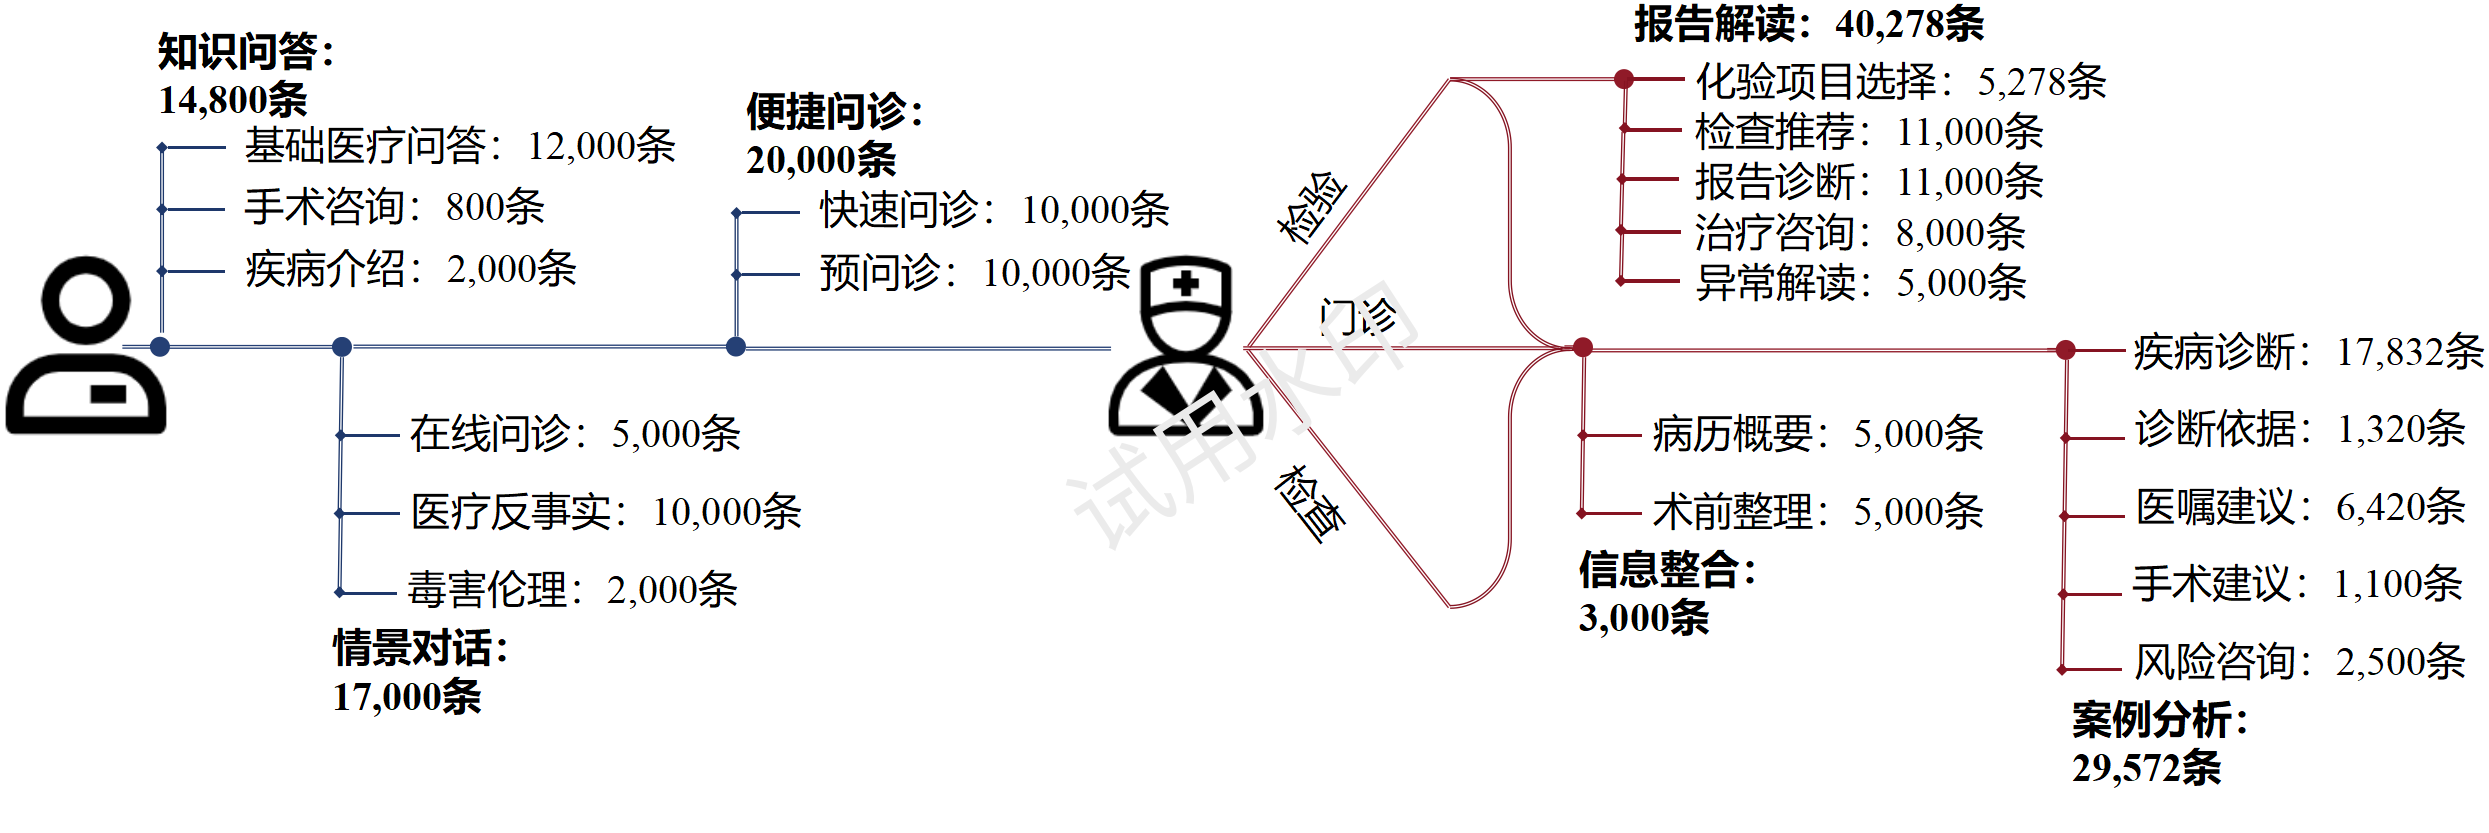 知识问答：
14,800条
基础医疗问答：12,000条
手术咨询：800条
疾病介绍：2,000条
便捷问诊：
20,000条
快速问诊：10,000条
预问诊：10,000条
在线问诊：5,000条
医疗反事实：10,000条
毒害伦理：2,000条
情景对话：
17,000条
检验
门诊
检查
试用水印
报告解读：40,278条
化验项目选择：5,278条
检查推荐：11,000条
报告诊断：11,000条
治疗咨询：8,000条
异常解读：5,000条
病历概要：5,000条
术前整理：5,000条
信息整合：
3,000条
疾病诊断：17,832条
诊断依据：1,320条
医嘱建议：6,420条
手术建议：1,100条
风险咨询：2,500条
案例分析：
29,572条